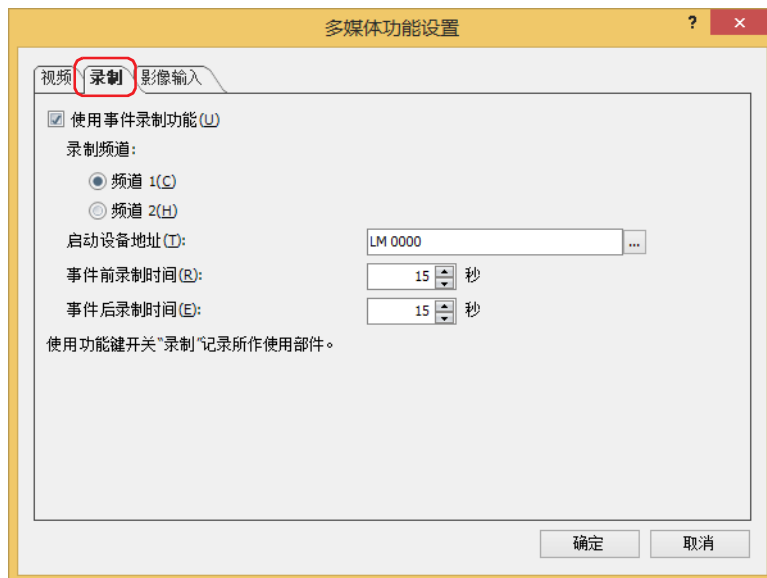 多媒体功能设置 ?
视频 录制 影像输入
使用事件录制功能(U)
录制频道:
频道 1(C)
频道 2(H)
启动设备地址(T): LM 0000 ...
事件前录制时间(R): 15 秒
事件后录制时间(E): 15 秒
使用功能键开关“录制”记录所作使用部件。
确定 取消